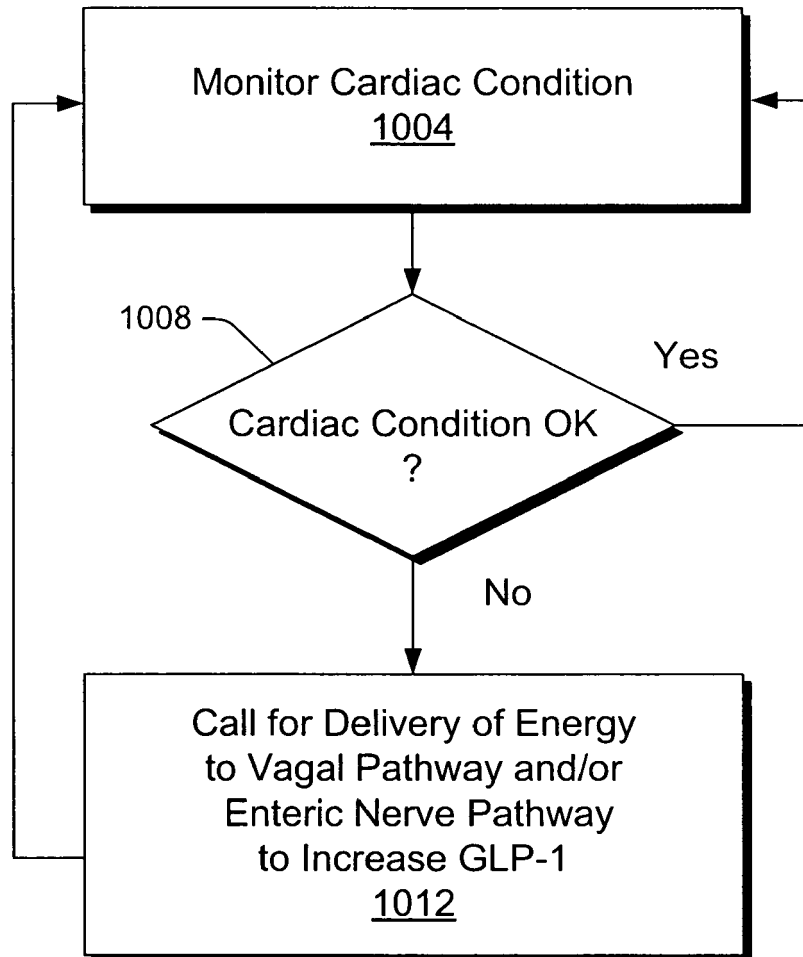 Monitor Cardiac Condition
1004
1008
Yes
Cardiac Condition OK
?
No
Call for Delivery of Energy
to Vagal Pathway and/or
Enteric Nerve Pathway
to Increase GLP-1
1012